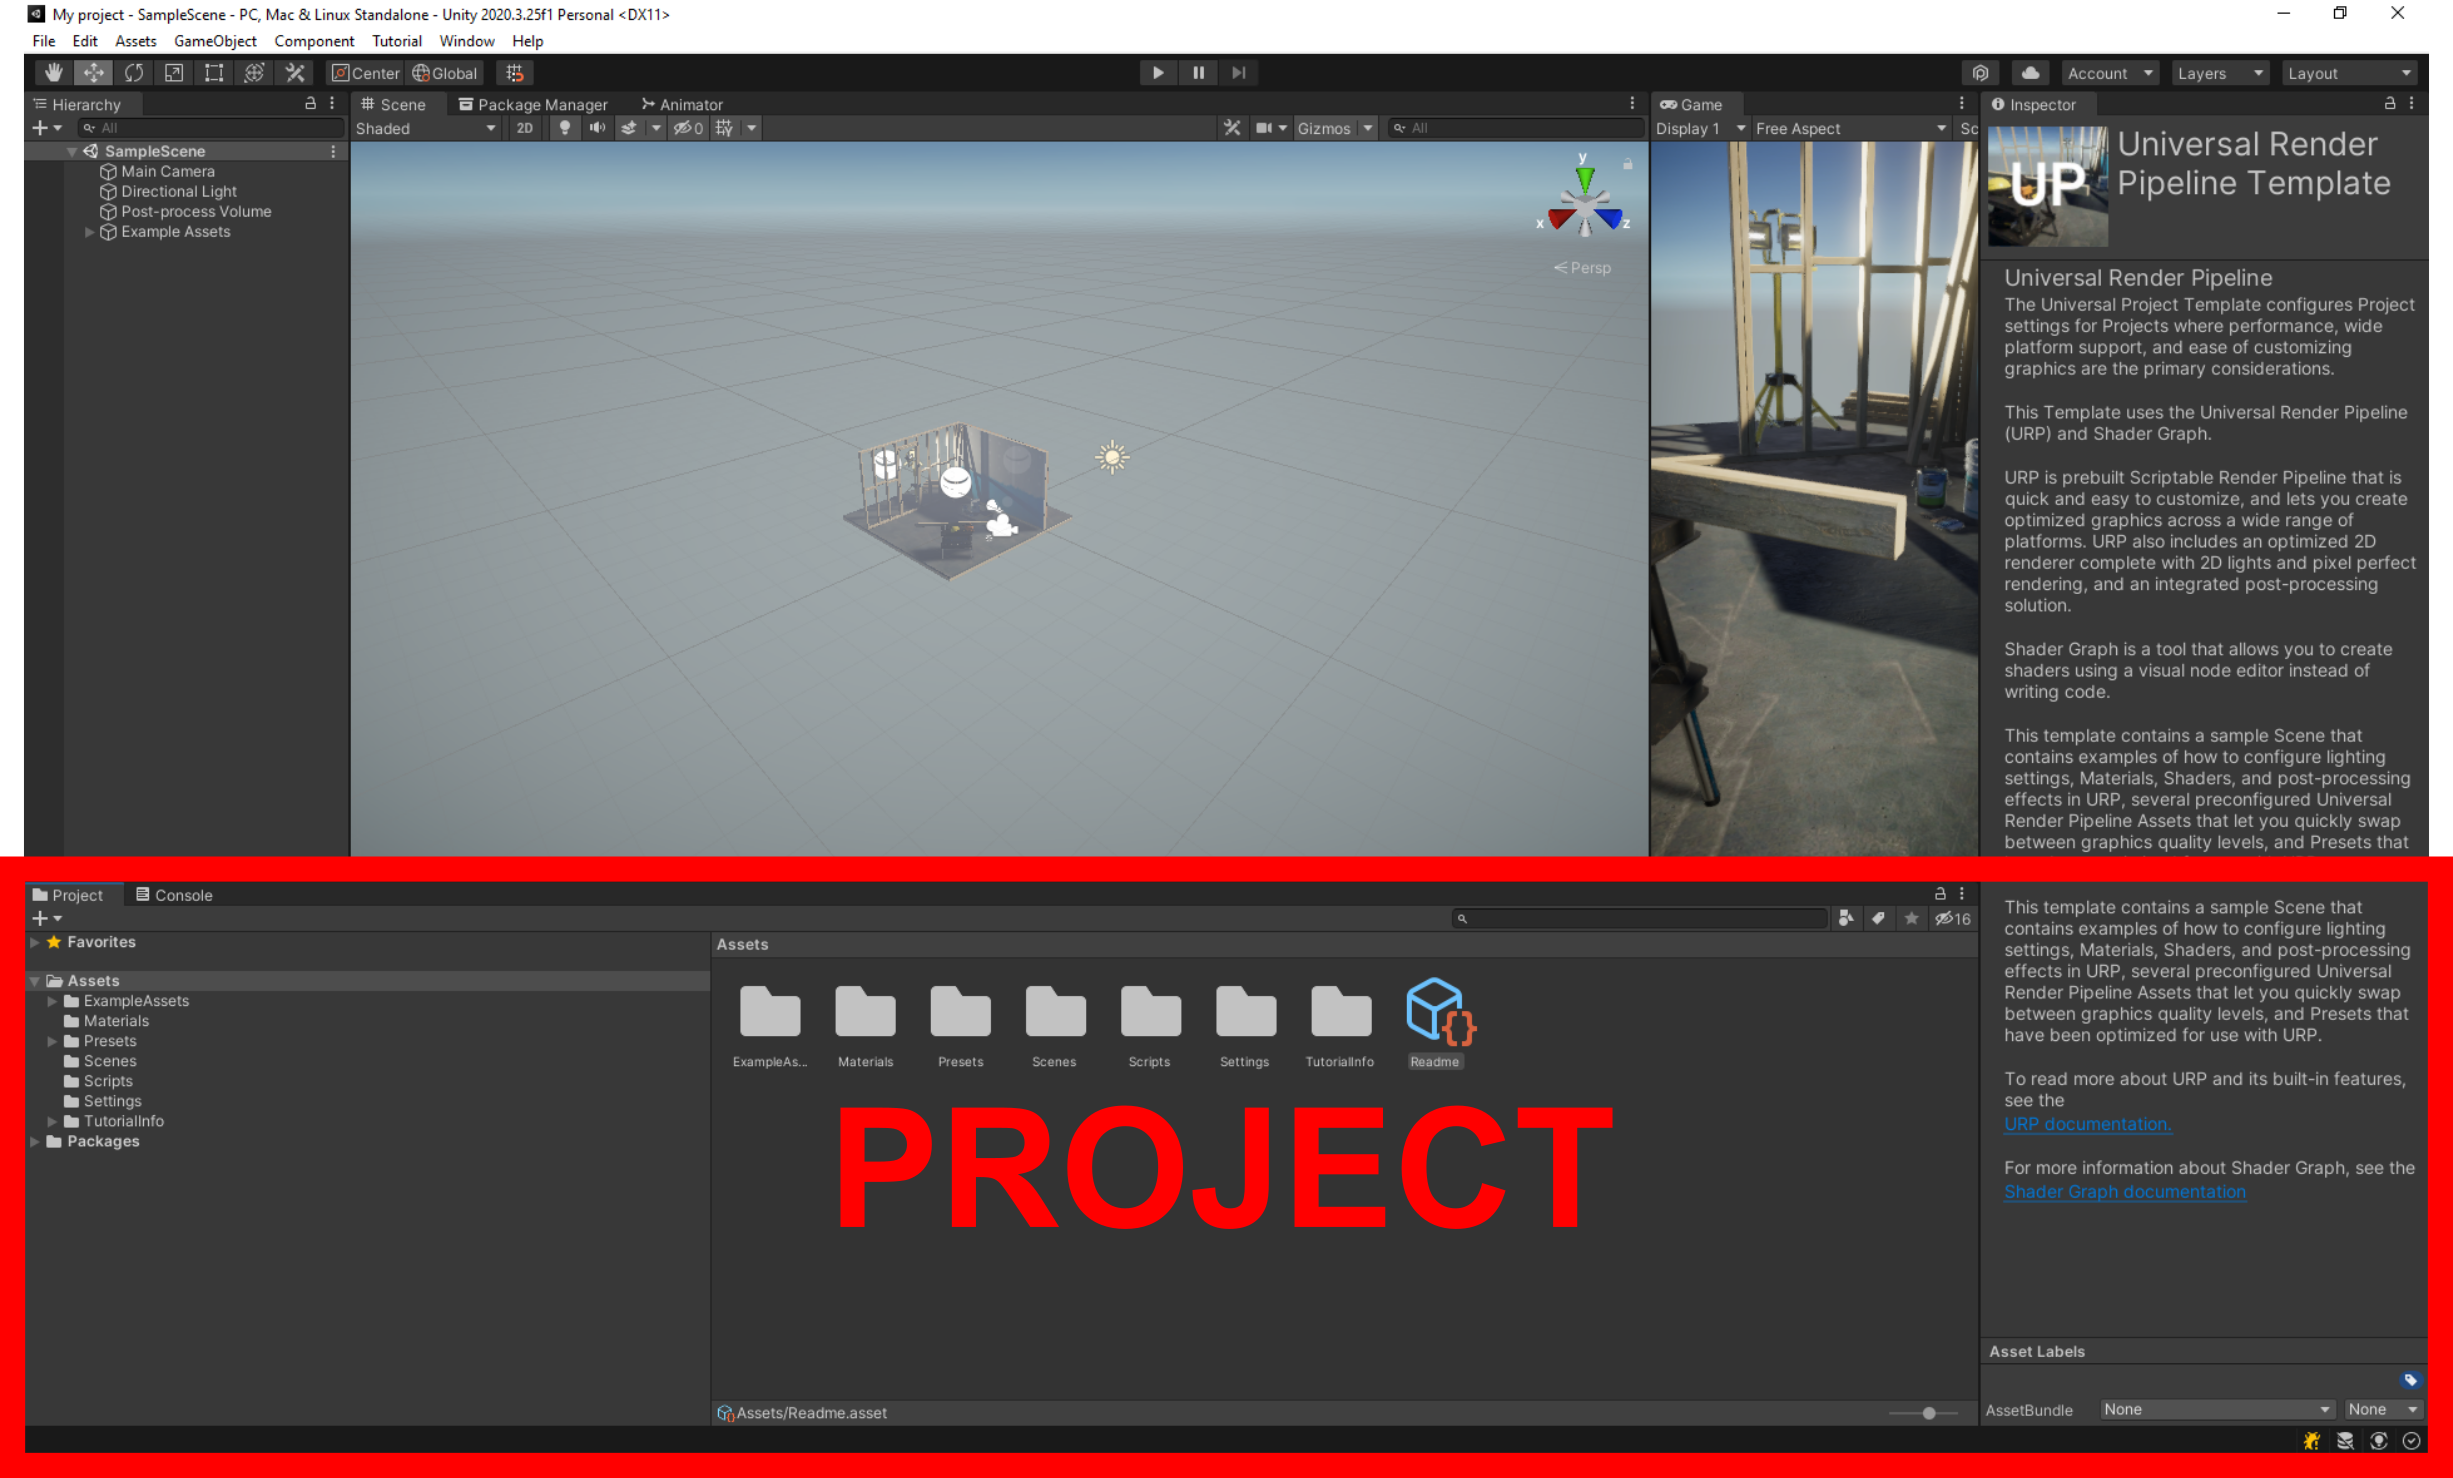 My project - SampleScene - PC, Mac & Linux Standalone - Unity 2020.3.25f1 Personal <DX11>
File Edit Assets GameObject Component Tutorial Window Help
Center Global
Account Layers Layout
Hierarchy
All
SampleScene
Main Camera
Directional Light
Post-process Volume
Example Assets
Scene Package Manager Animator
Shaded 2D 0 Gizmos All
y
x z
Persp
Game
Display 1 Free Aspect Sc
Inspector
UP
Universal Render
Pipeline Template
Universal Render Pipeline
The Universal Project Template configures Project
settings for Projects where performance, wide
platform support, and ease of customizing
graphics are the primary considerations.
This Template uses the Universal Render Pipeline
(URP) and Shader Graph.
URP is prebuilt Scriptable Render Pipeline that is
quick and easy to customize, and lets you create
optimized graphics across a wide range of
platforms. URP also includes an optimized 2D
renderer complete with 2D lights and pixel perfect
rendering, and an integrated post-processing
solution.
Shader Graph is a tool that allows you to create
shaders using a visual node editor instead of
writing code.
This template contains a sample Scene that
contains examples of how to configure lighting
settings, Materials, Shaders, and post-processing
effects in URP, several preconfigured Universal
Render Pipeline Assets that let you quickly swap
between graphics quality levels, and Presets that
Project Console
16
Favorites
Assets
ExampleAssets
Materials
Presets
Scenes
Scripts
Settings
TutorialInfo
Packages
Assets
ExampleAs... Materials Presets Scenes Scripts Settings TutorialInfo Readme
PROJECT
Assets/Readme.asset
This template contains a sample Scene that
contains examples of how to configure lighting
settings, Materials, Shaders, and post-processing
effects in URP, several preconfigured Universal
Render Pipeline Assets that let you quickly swap
between graphics quality levels, and Presets that
have been optimized for use with URP.
To read more about URP and its built-in features,
see the
URP documentation.
For more information about Shader Graph, see the
Shader Graph documentation
Asset Labels
AssetBundle None None